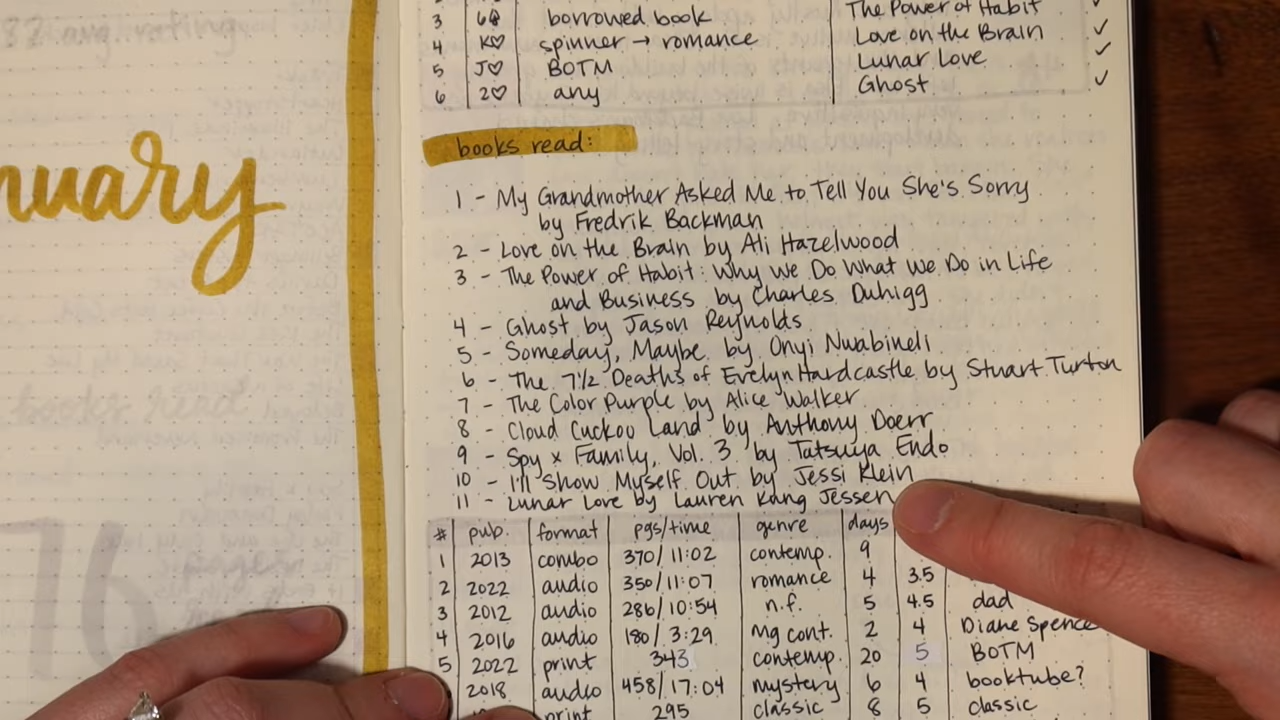 82 avg. rating
nuary
books read
76
pages
3 6♠ borrowed book The Power of Habit
4 K♡ spinner → romance Love on the Brain ✓
5 J♡ BOTM Lunar Love ✓
6 2♡ any Ghost ✓
books read:
1 - My Grandmother Asked Me to Tell You She's Sorry
by Fredrik Backman
2 - Love on the Brain by Ali Hazelwood
3 - The Power of Habit: Why We Do What We Do in Life
and Business by Charles Duhigg
4 - Ghost by Jason Reynolds
5 - Someday, Maybe by Onyi Nwabineli
6 - The 7½ Deaths of Evelyn Hardcastle by Stuart Turton
7 - The Color Purple by Alice Walker
8 - Cloud Cuckoo Land by Anthony Doerr
9 - Spy x Family, Vol. 3 by Tatsuya Endo
10 - I'll Show Myself Out by Jessi Klein
11 - Lunar Love by Lauren Kung Jessen
# pub. format pgs/time genre days
1 2013 combo 370/11:02 contemp. 9
2 2022 audio 350/11:07 romance 4 3.5
3 2012 audio 286/10:54 n.f. 5 4.5 dad
4 2016 audio 180/3:29 mg cont. 2 4 Diane Spence
5 2022 print 343 contemp. 20 5 BOTM
2018 audio 458/17:04 mystery 6 4 booktube?
print 295 classic 8 5 classic